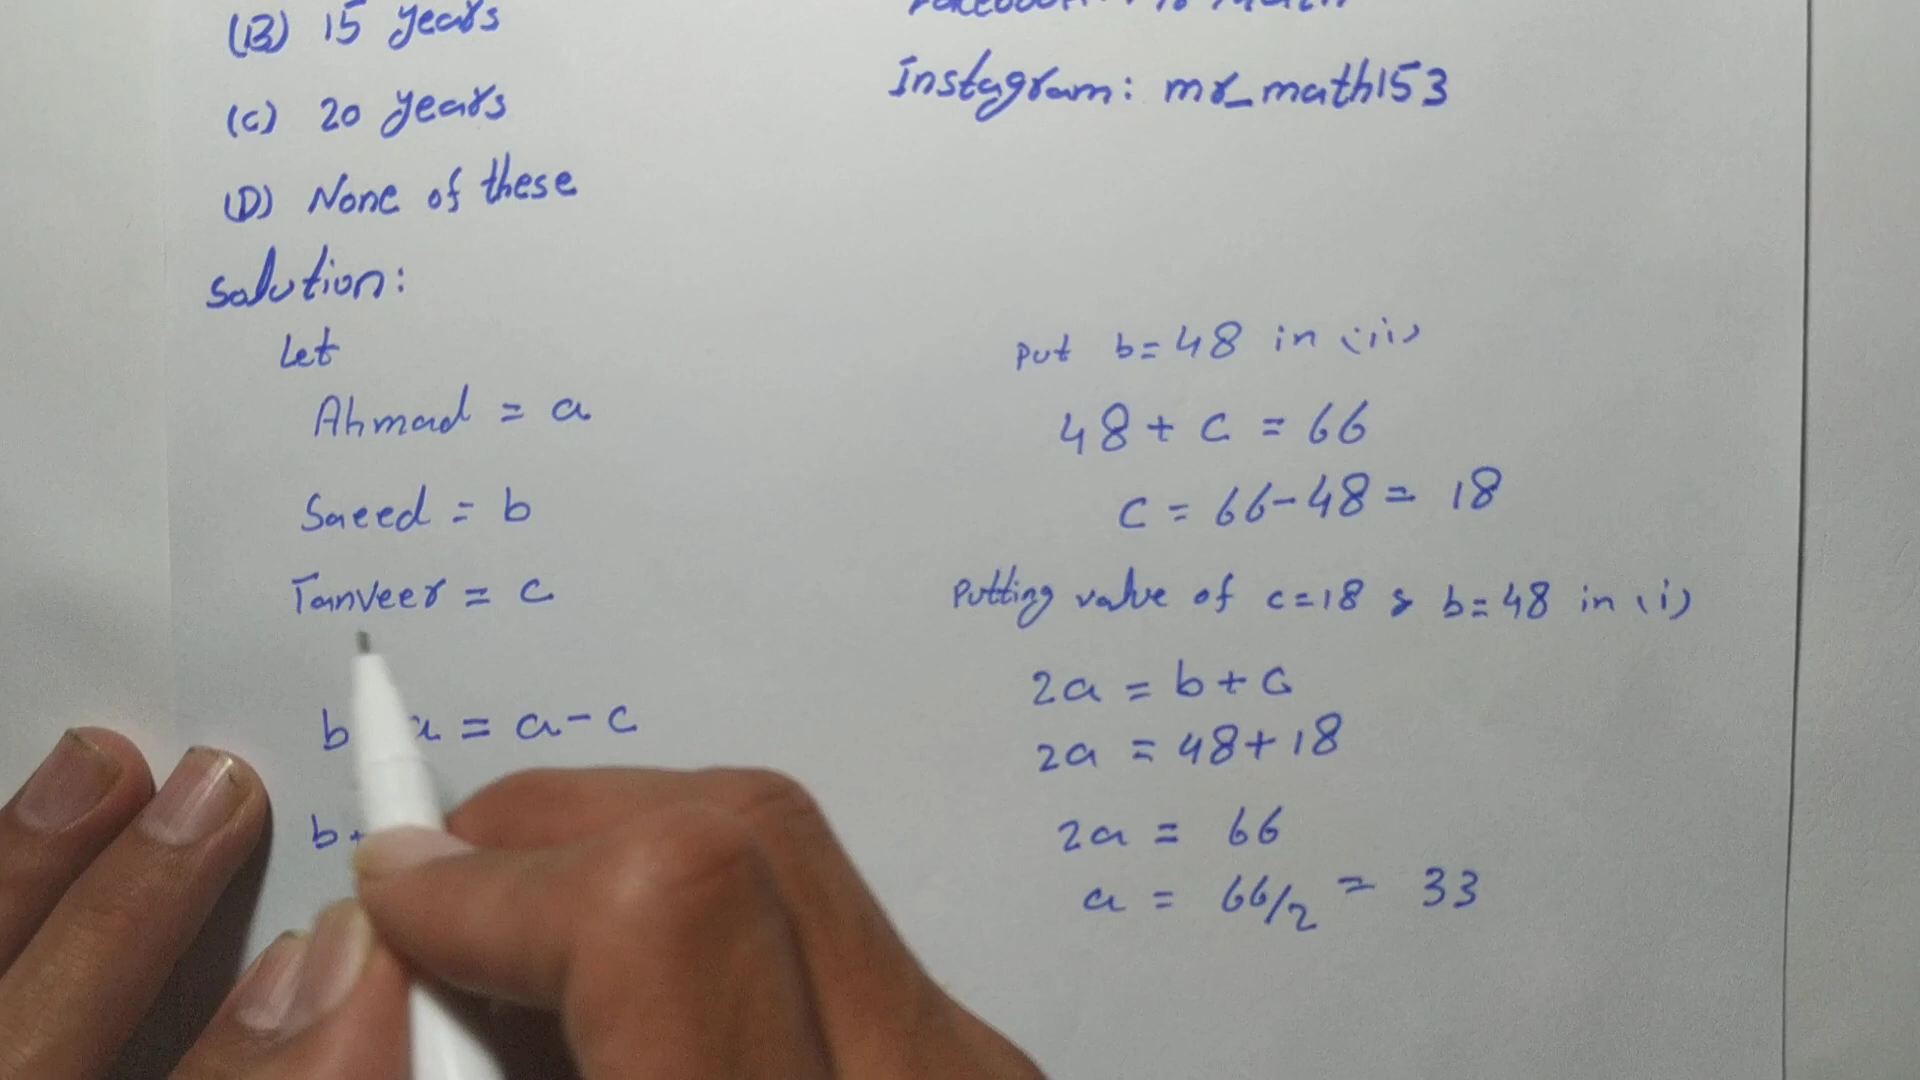 (B) 15 years
(C) 20 years
(D) None of these
Solution:
Let
Ahmad = a
Saeed = b
Tanveer = c
b a = a - c
b +
Instagram: mr_math153
Put b = 48 in (ii)
48 + c = 66
c = 66 - 48 = 18
Putting value of c = 18 & b = 48 in (i)
2a = b + c
2a = 48 + 18
2a = 66
a = 66/2 = 33